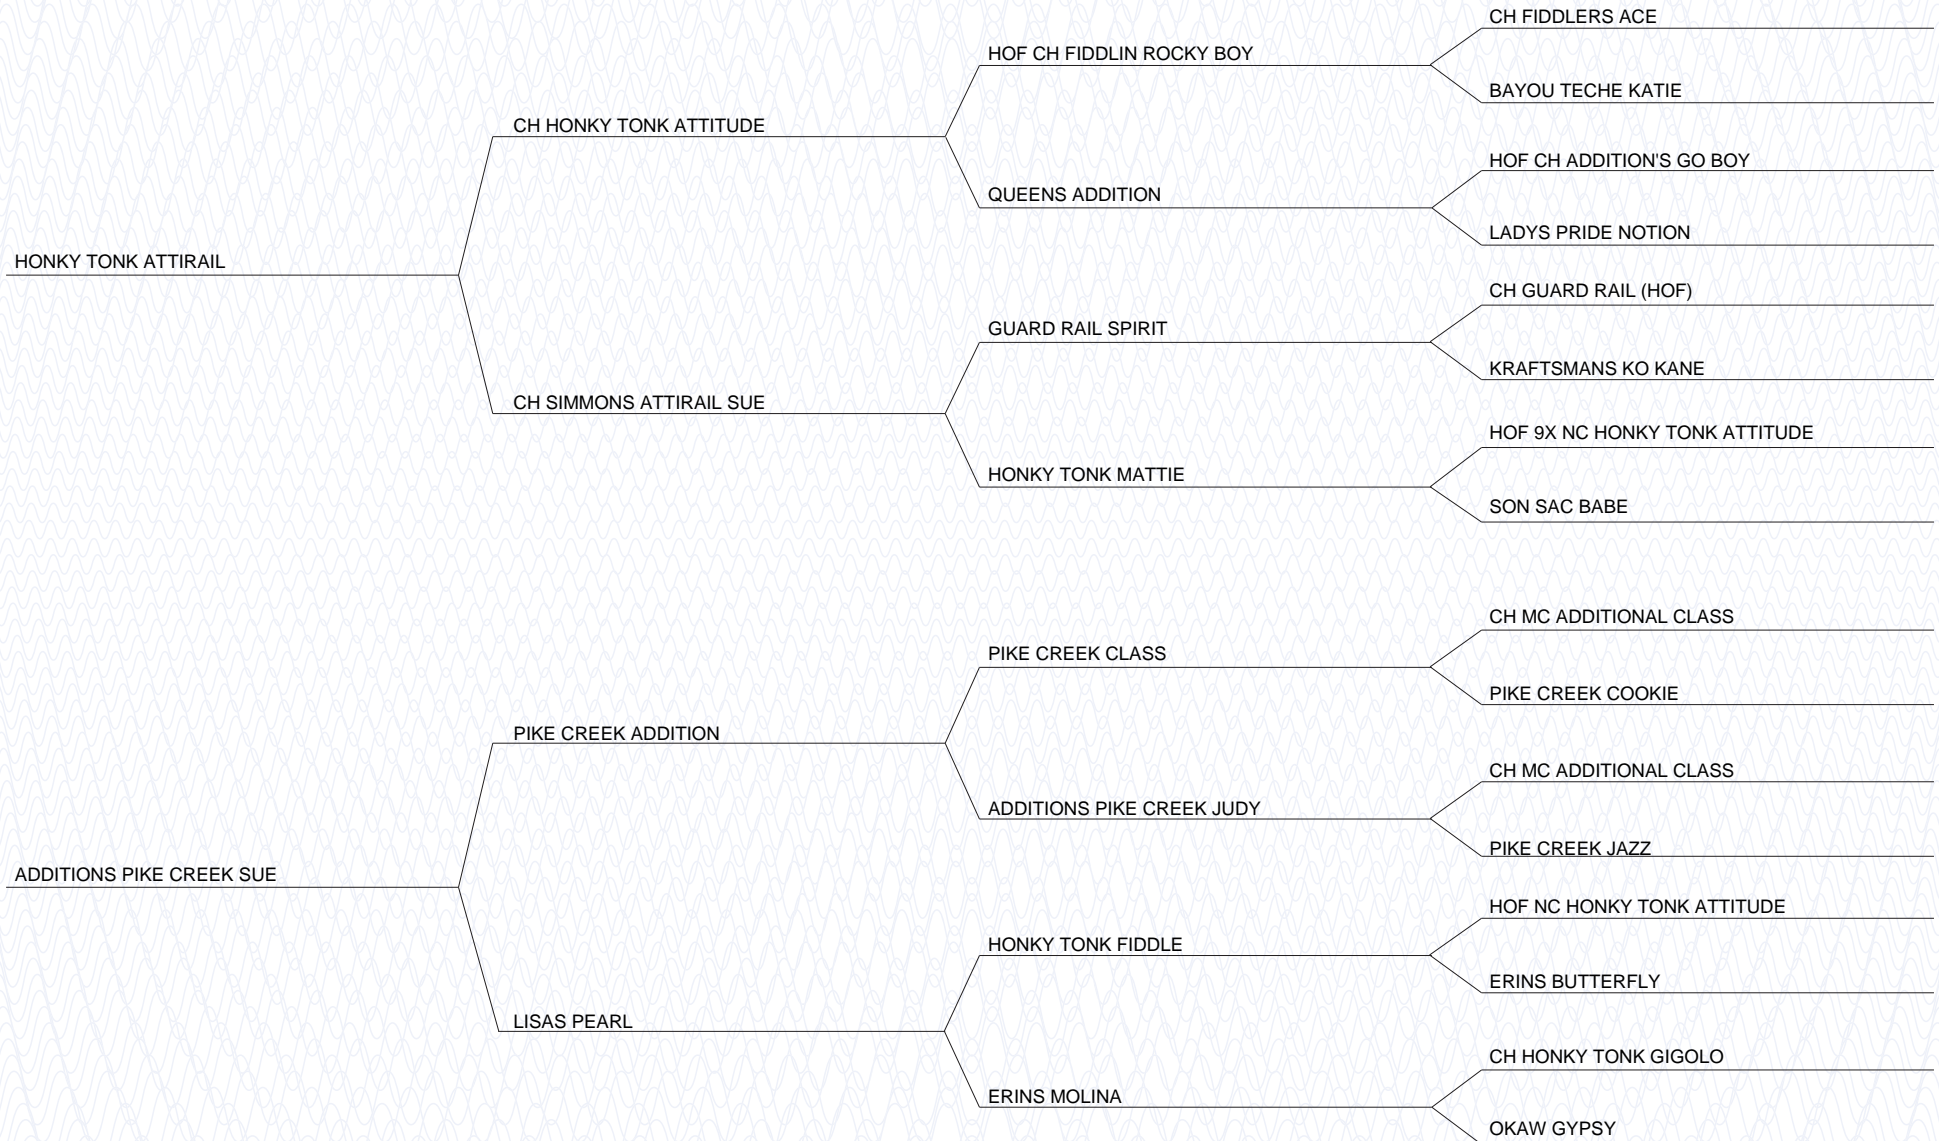 CH FIDDLERS ACE
HOF CH FIDDLIN ROCKY BOY
BAYOU TECHE KATIE
CH HONKY TONK ATTITUDE
HOF CH ADDITION'S GO BOY
QUEENS ADDITION
LADYS PRIDE NOTION
HONKY TONK ATTIRAIL
CH GUARD RAIL (HOF)
GUARD RAIL SPIRIT
KRAFTSMANS KO KANE
CH SIMMONS ATTIRAIL SUE
HOF 9X NC HONKY TONK ATTITUDE
HONKY TONK MATTIE
SON SAC BABE
CH MC ADDITIONAL CLASS
PIKE CREEK CLASS
PIKE CREEK COOKIE
PIKE CREEK ADDITION
CH MC ADDITIONAL CLASS
ADDITIONS PIKE CREEK JUDY
PIKE CREEK JAZZ
ADDITIONS PIKE CREEK SUE
HOF NC HONKY TONK ATTITUDE
HONKY TONK FIDDLE
ERINS BUTTERFLY
LISAS PEARL
CH HONKY TONK GIGOLO
ERINS MOLINA
OKAW GYPSY